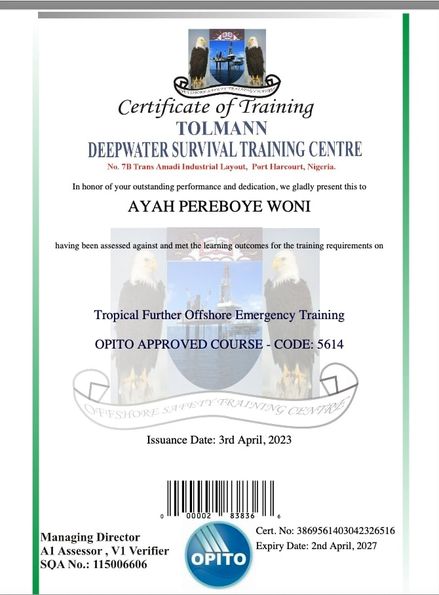 Certificate of Training
TOLMANN
DEEPWATER SURVIVAL TRAINING CENTRE
No. 7B Trans Amadi Industrial Layout, Port Harcourt, Nigeria.
In honor of your outstanding performance and dedication, we gladly present this to
AYAH PEREBOYE WONI
having been assessed against and met the learning outcomes for the training requirements on
Tropical Further Offshore Emergency Training
OPITO APPROVED COURSE - CODE: 5614
OFFSHORE SAFETY TRAINING CENTRE
Issuance Date: 3rd April, 2023
0 00002 83836 6
Managing Director
A1 Assessor , V1 Verifier
SQA No.: 115006606
OPITO
Cert. No: 3869561403042326516
Expiry Date: 2nd April, 2027